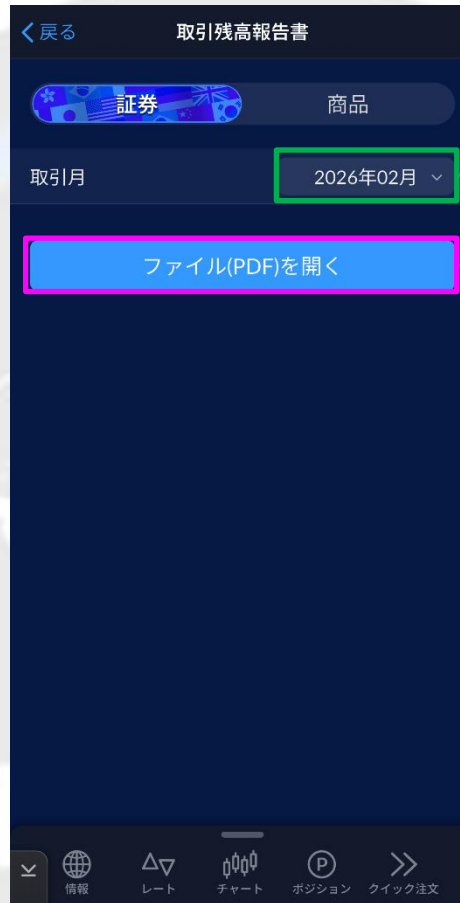 戻る 取引残高報告書
証券 商品
取引月 2026年02月
ファイル(PDF)を開く
情報 レート チャート P ポジション クイック注文